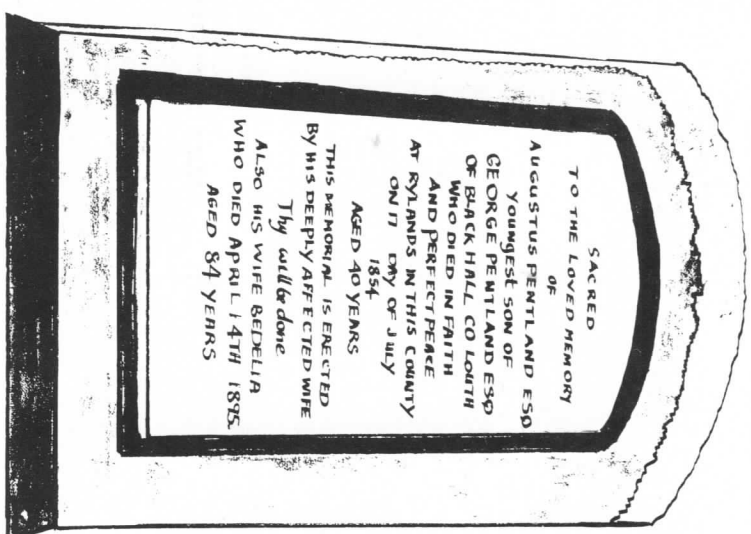 SACRED
TO THE LOVED MEMORY
OF
AUGUSTUS PENTLAND ESQ
YOUNGEST SON OF
GEORGE PENTLAND ESQ
OF BLACK HALL CO LOUTH
WHO DIED IN FAITH
AND PERFECT PEACE
AT RYLANDS IN THIS COUNTY
ON 17 DAY OF JULY
1854
AGED 40 YEARS
THIS MEMORIAL IS ERECTED
BY HIS DEEPLY AFFECTED WIFE
Thy will be done
ALSO HIS WIFE BEDELIA
WHO DIED APRIL 14TH 1895
AGED 84 YEARS